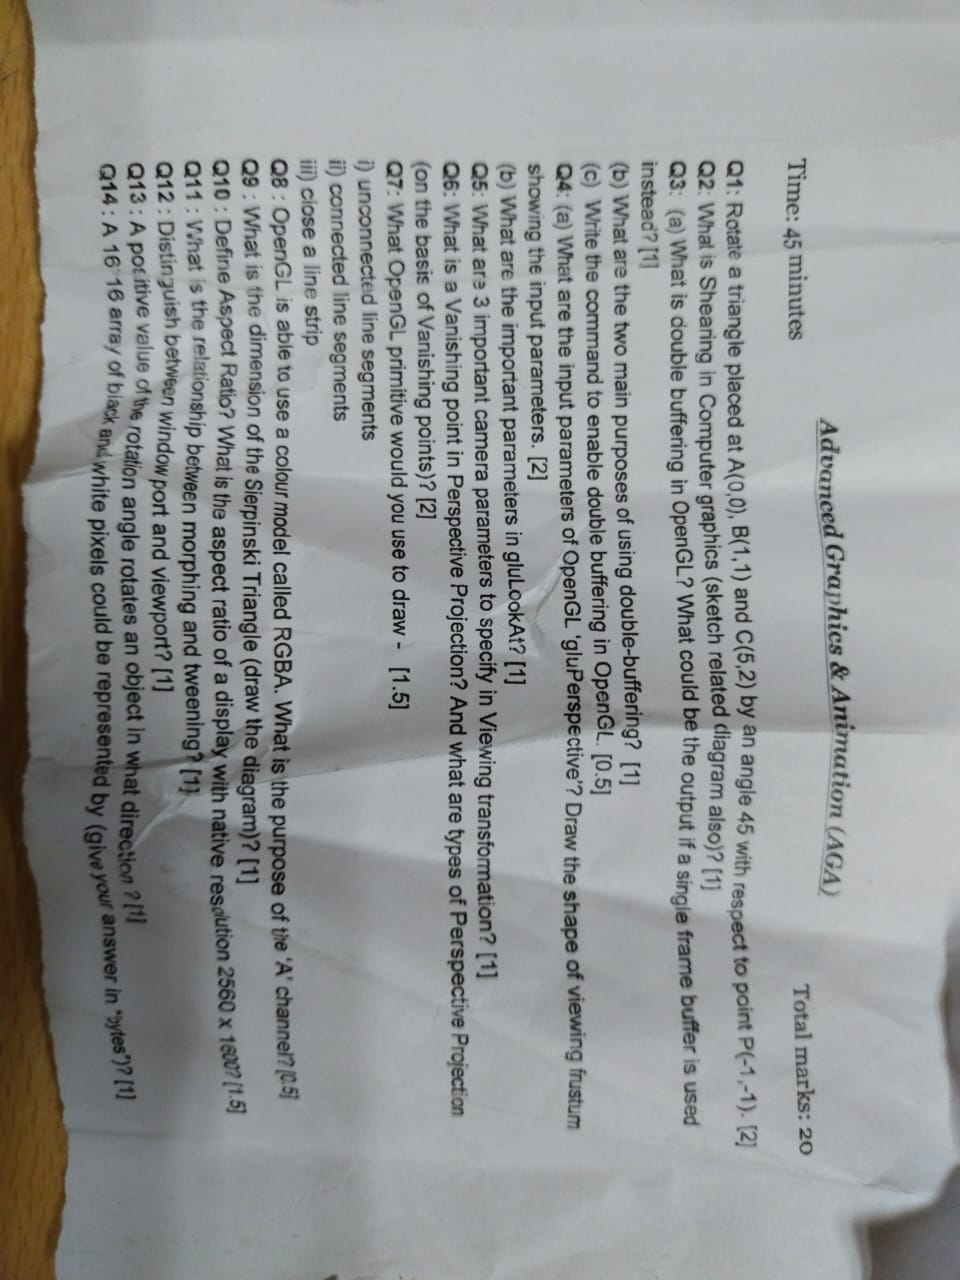 Advanced Graphics & Animation (AGA)
Time: 45 minutes Total marks: 20
Q1: Rotate a triangle placed at A(0,0), B(1,1) and C(5,2) by an angle 45 with respect to point P(-1,-1). [2]
Q2: What is Shearing in Computer graphics (sketch related diagram also)? [1]
Q3: (a) What is double buffering in OpenGL? What could be the output if a single frame buffer is used
instead? [1]
(b) What are the two main purposes of using double-buffering? [1]
(c) Write the command to enable double buffering in OpenGL. [0.5]
Q4: (a) What are the input parameters of OpenGL 'gluPerspective'? Draw the shape of viewing frustum
showing the input parameters. [2]
(b) What are the important parameters in gluLookAt? [1]
Q5: What are 3 important camera parameters to specify in Viewing transformation? [1]
Q6: What is a Vanishing point in Perspective Projection? And what are types of Perspective Projection
(on the basis of Vanishing points)? [2]
Q7: What OpenGL primitive would you use to draw - [1.5]
i) unconnected line segments
ii) connected line segments
iii) close a line strip
Q8 : OpenGL is able to use a colour model called RGBA. What is the purpose of the 'A' channel? [0.5]
Q9 : What is the dimension of the Sierpinski Triangle (draw the diagram)? [1]
Q10 : Define Aspect Ratio? What is the aspect ratio of a display with native resolution 2560 x 1600? [1.5]
Q11 : What is the relationship between morphing and tweening? [1]
Q12 : Distinguish between window port and viewport? [1]
Q13 : A positive value of the rotation angle rotates an object in what direction ? [1]
Q14 : A 16*16 array of black and white pixels could be represented by (give your answer in "bytes")? [1]